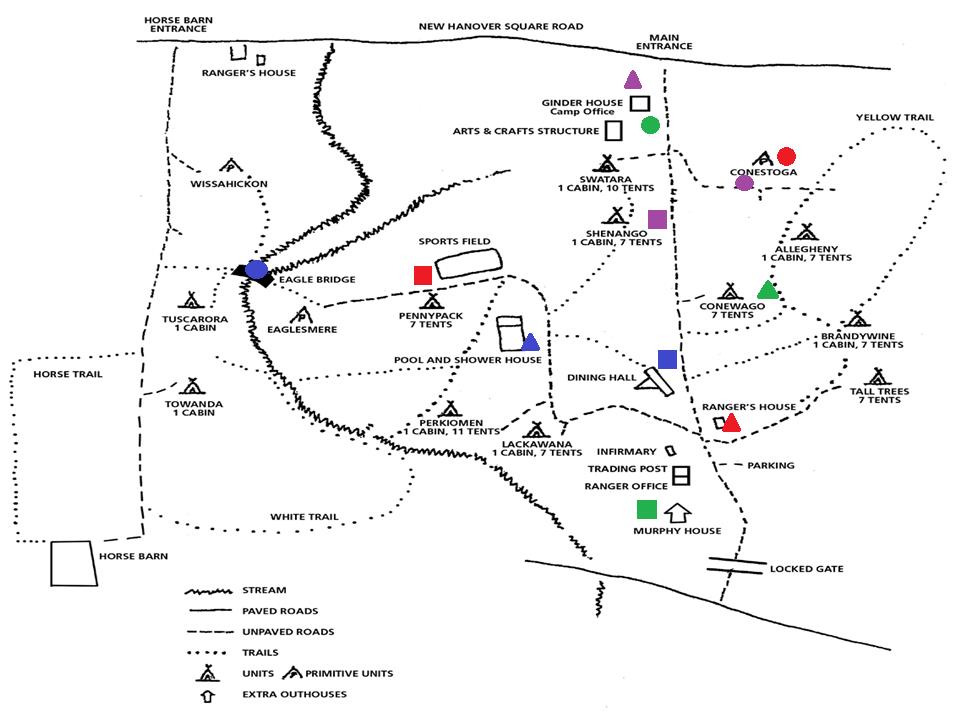 HORSE BARN
ENTRANCE
NEW HANOVER SQUARE ROAD
MAIN
ENTRANCE
RANGER'S HOUSE
GINDER HOUSE
Camp Office
ARTS & CRAFTS STRUCTURE
YELLOW TRAIL
WISSAHICKON
SWATARA
1 CABIN, 10 TENTS
CONESTOGA
SHENANGO
1 CABIN, 7 TENTS
SPORTS FIELD
ALLEGHENY
1 CABIN, 7 TENTS
EAGLE BRIDGE
TUSCARORA
1 CABIN
EAGLESMERE
PENNYPACK
7 TENTS
CONEWAGO
7 TENTS
BRANDYWINE
1 CABIN, 7 TENTS
POOL AND SHOWER HOUSE
HORSE TRAIL
DINING HALL
TALL TREES
7 TENTS
TOWANDA
1 CABIN
RANGER'S HOUSE
PERKIOMEN
1 CABIN, 11 TENTS
LACKAWANA
1 CABIN, 7 TENTS
INFIRMARY
TRADING POST
RANGER OFFICE
PARKING
WHITE TRAIL
MURPHY HOUSE
HORSE BARN
LOCKED GATE
STREAM
PAVED ROADS
UNPAVED ROADS
TRAILS
UNITS
PRIMITIVE UNITS
EXTRA OUTHOUSES